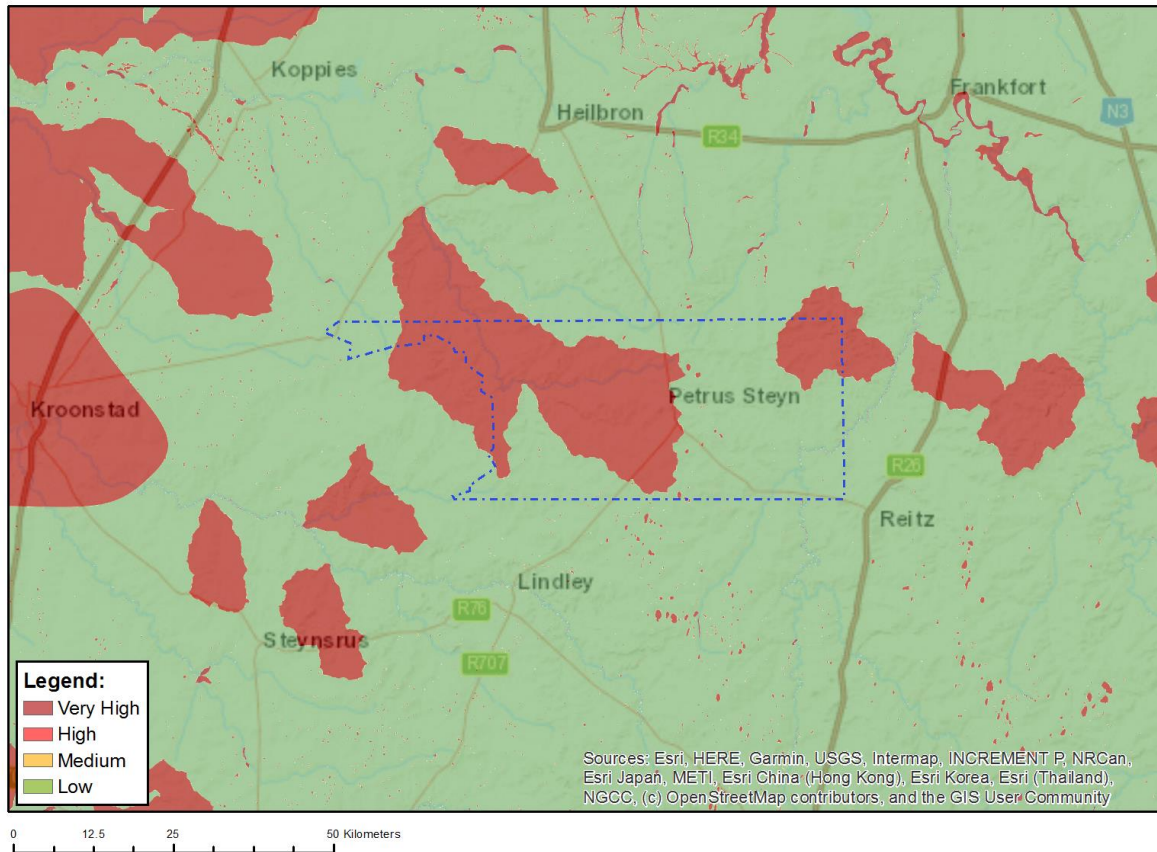 Koppies
Heilbron
Frankfort
N3
R34
Kroonstad
Petrus Steyn
R26
Reitz
Lindley
R76
Steynsrus
R707
Legend:
Very High
High
Medium
Low
Sources: Esri, HERE, Garmin, USGS, Intermap, INCREMENT P, NRCan,
Esri Japan, METI, Esri China (Hong Kong), Esri Korea, Esri (Thailand),
NGCC, (c) OpenStreetMap contributors, and the GIS User Community
0 12.5 25 50 Kilometers